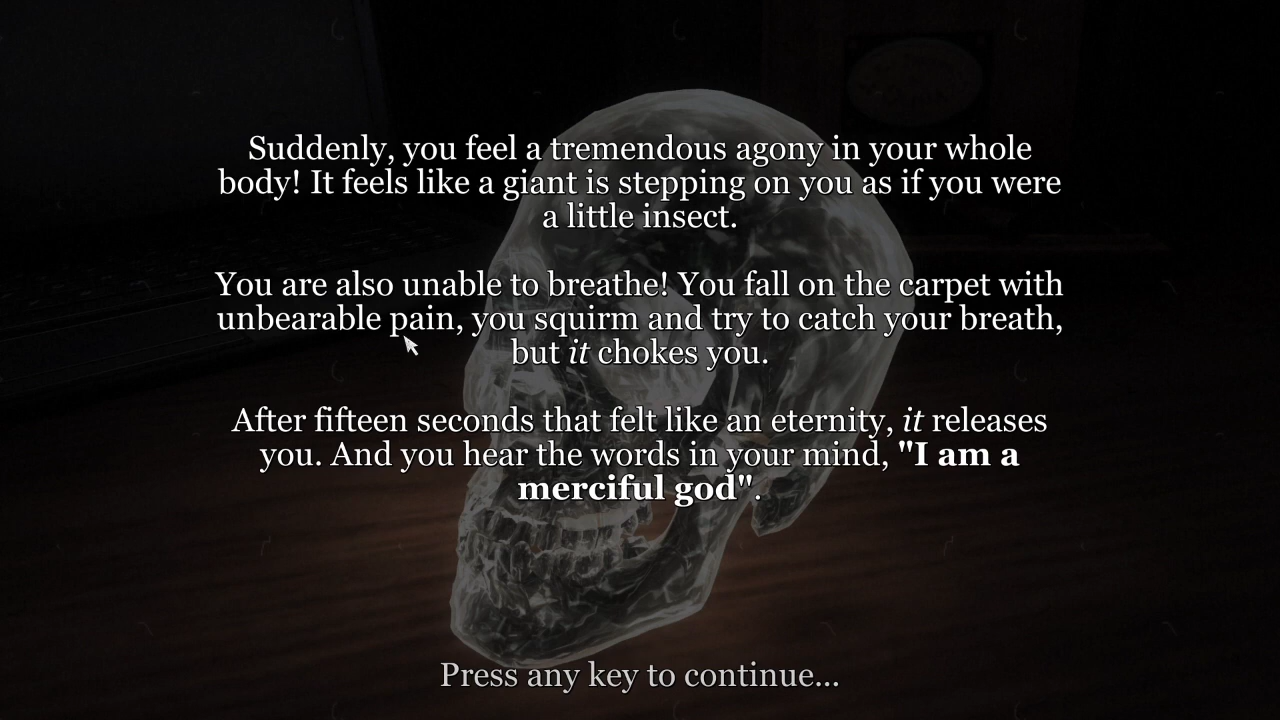 Suddenly, you feel a tremendous agony in your whole
body! It feels like a giant is stepping on you as if you were
a little insect.
You are also unable to breathe! You fall on the carpet with
unbearable pain, you squirm and try to catch your breath,
but it chokes you.
After fifteen seconds that felt like an eternity, it releases
you. And you hear the words in your mind, "I am a
merciful god".
Press any key to continue...